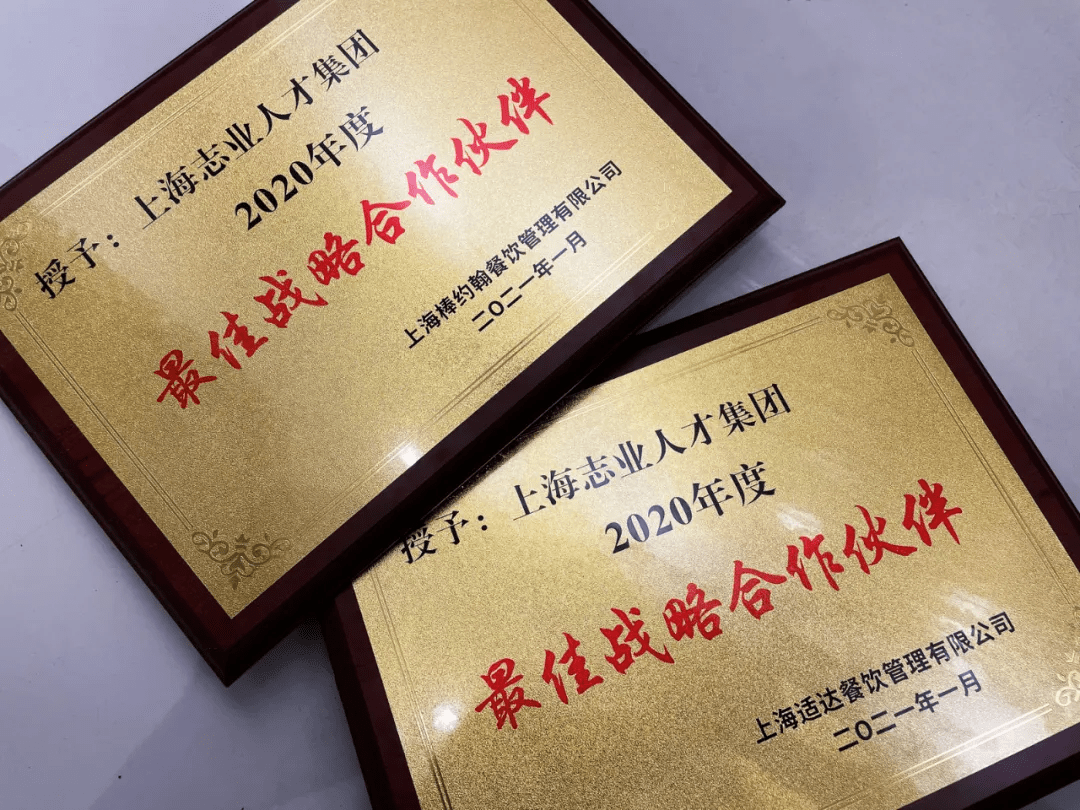 授予：上海志业人才集团
2020年度
最佳战略合作伙伴
上海棒约翰餐饮管理有限公司
二〇二一年一月
授予：上海志业人才集团
2020年度
最佳战略合作伙伴
上海适达餐饮管理有限公司
二〇二一年一月